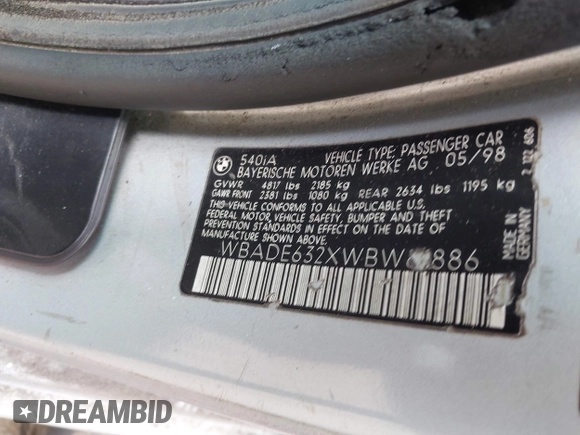 540iA VEHICLE TYPE: PASSENGER CAR
BAYERISCHE MOTOREN WERKE AG 05/98
GVWR 4817 lbs 2185 kg
GAWR FRONT 2381 lbs 1080 kg REAR 2634 lbs 1195 kg
THIS VEHICLE CONFORMS TO ALL APPLICABLE U.S.
FEDERAL MOTOR VEHICLE SAFETY, BUMPER AND THEFT
PREVENTION STANDARDS IN EFFECT ON THE DATE OF
MANUFACTURE SHOWN ABOVE.
MADE IN
GERMANY
DREAMBID